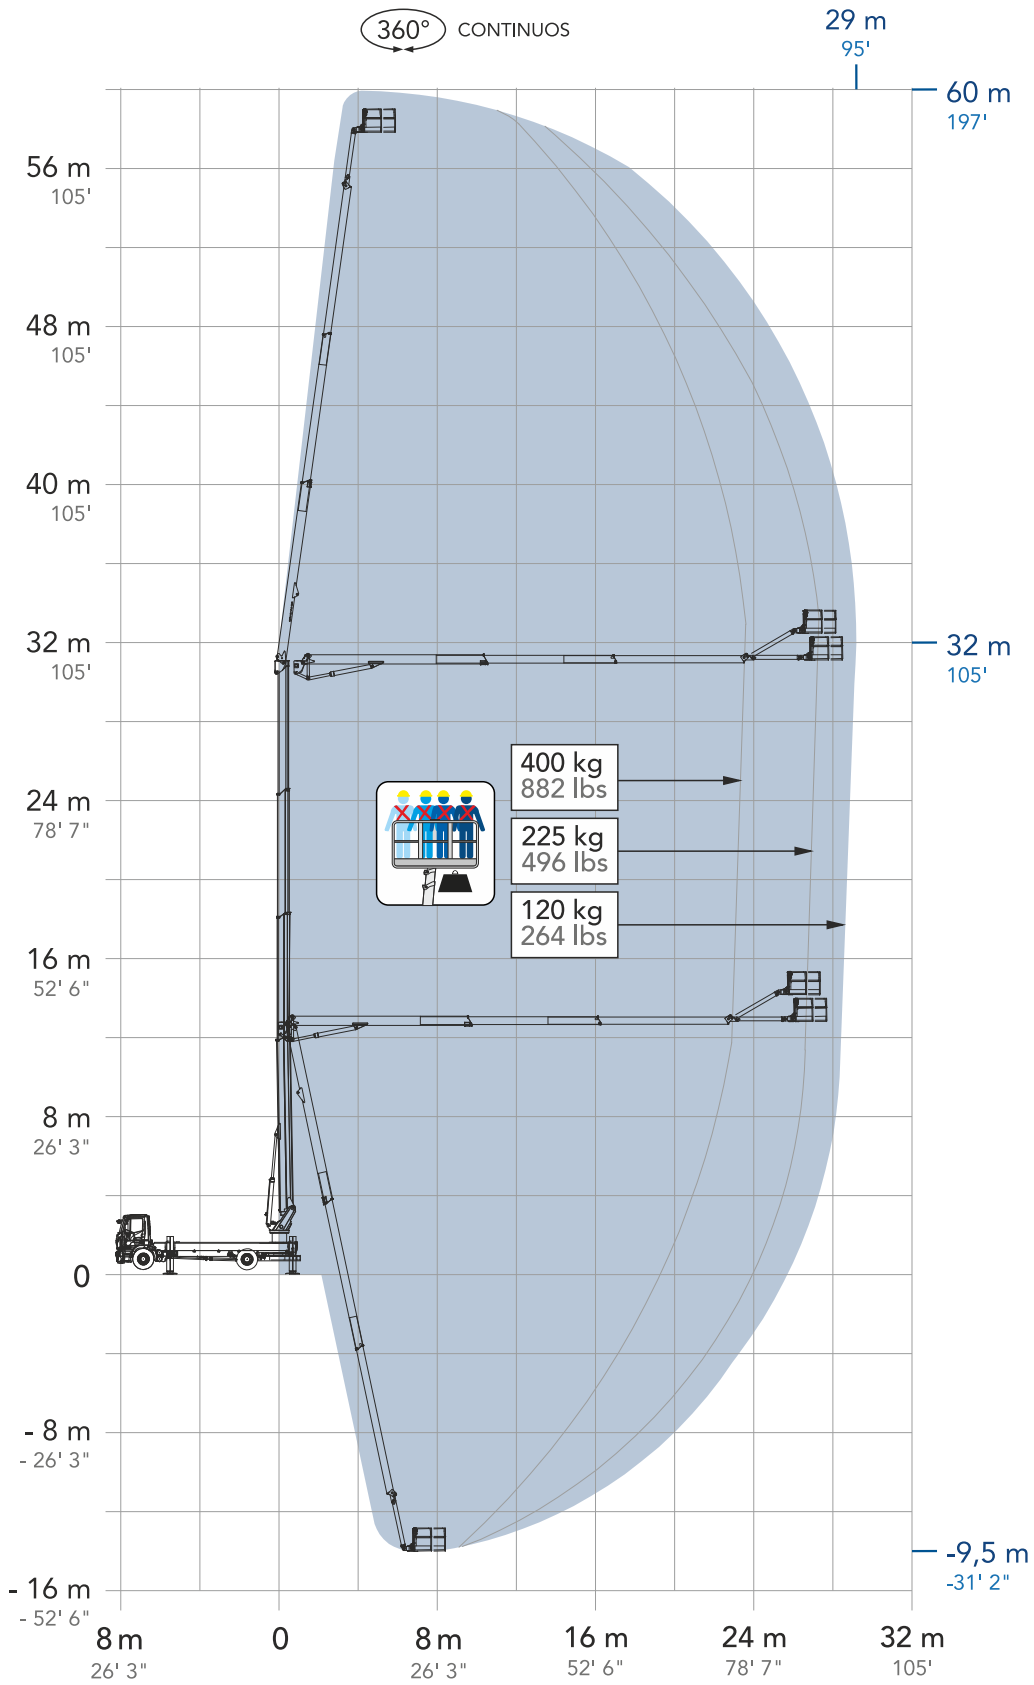 360° CONTINUOS
29 m
95'
60 m
197'
56 m
105'
48 m
105'
40 m
105'
32 m
105'
32 m
105'
400 kg
882 lbs
24 m
78' 7"
225 kg
496 lbs
120 kg
264 lbs
16 m
52' 6"
8 m
26' 3"
0
- 8 m
- 26' 3"
-9,5 m
-31' 2"
- 16 m
- 52' 6"
8 m 0 8 m 16 m 24 m 32 m
26' 3" 26' 3" 52' 6" 78' 7" 105'